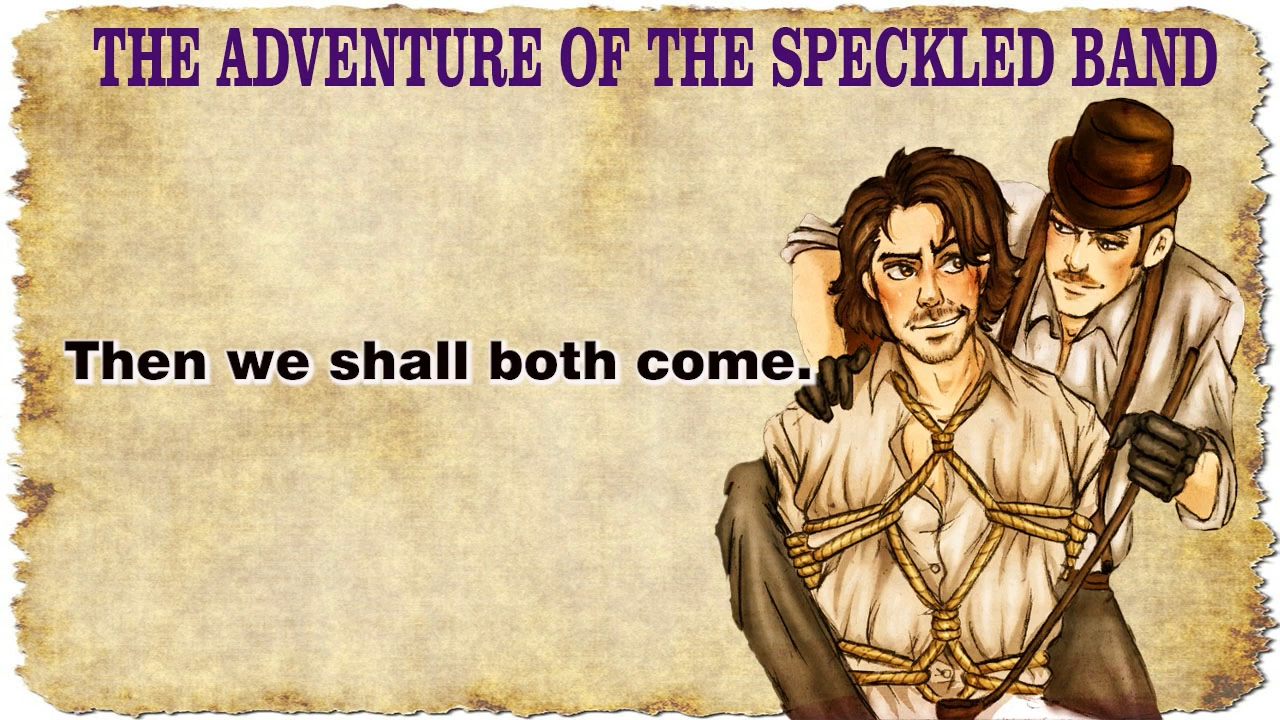 THE ADVENTURE OF THE SPECKLED BAND
Then we shall both come.